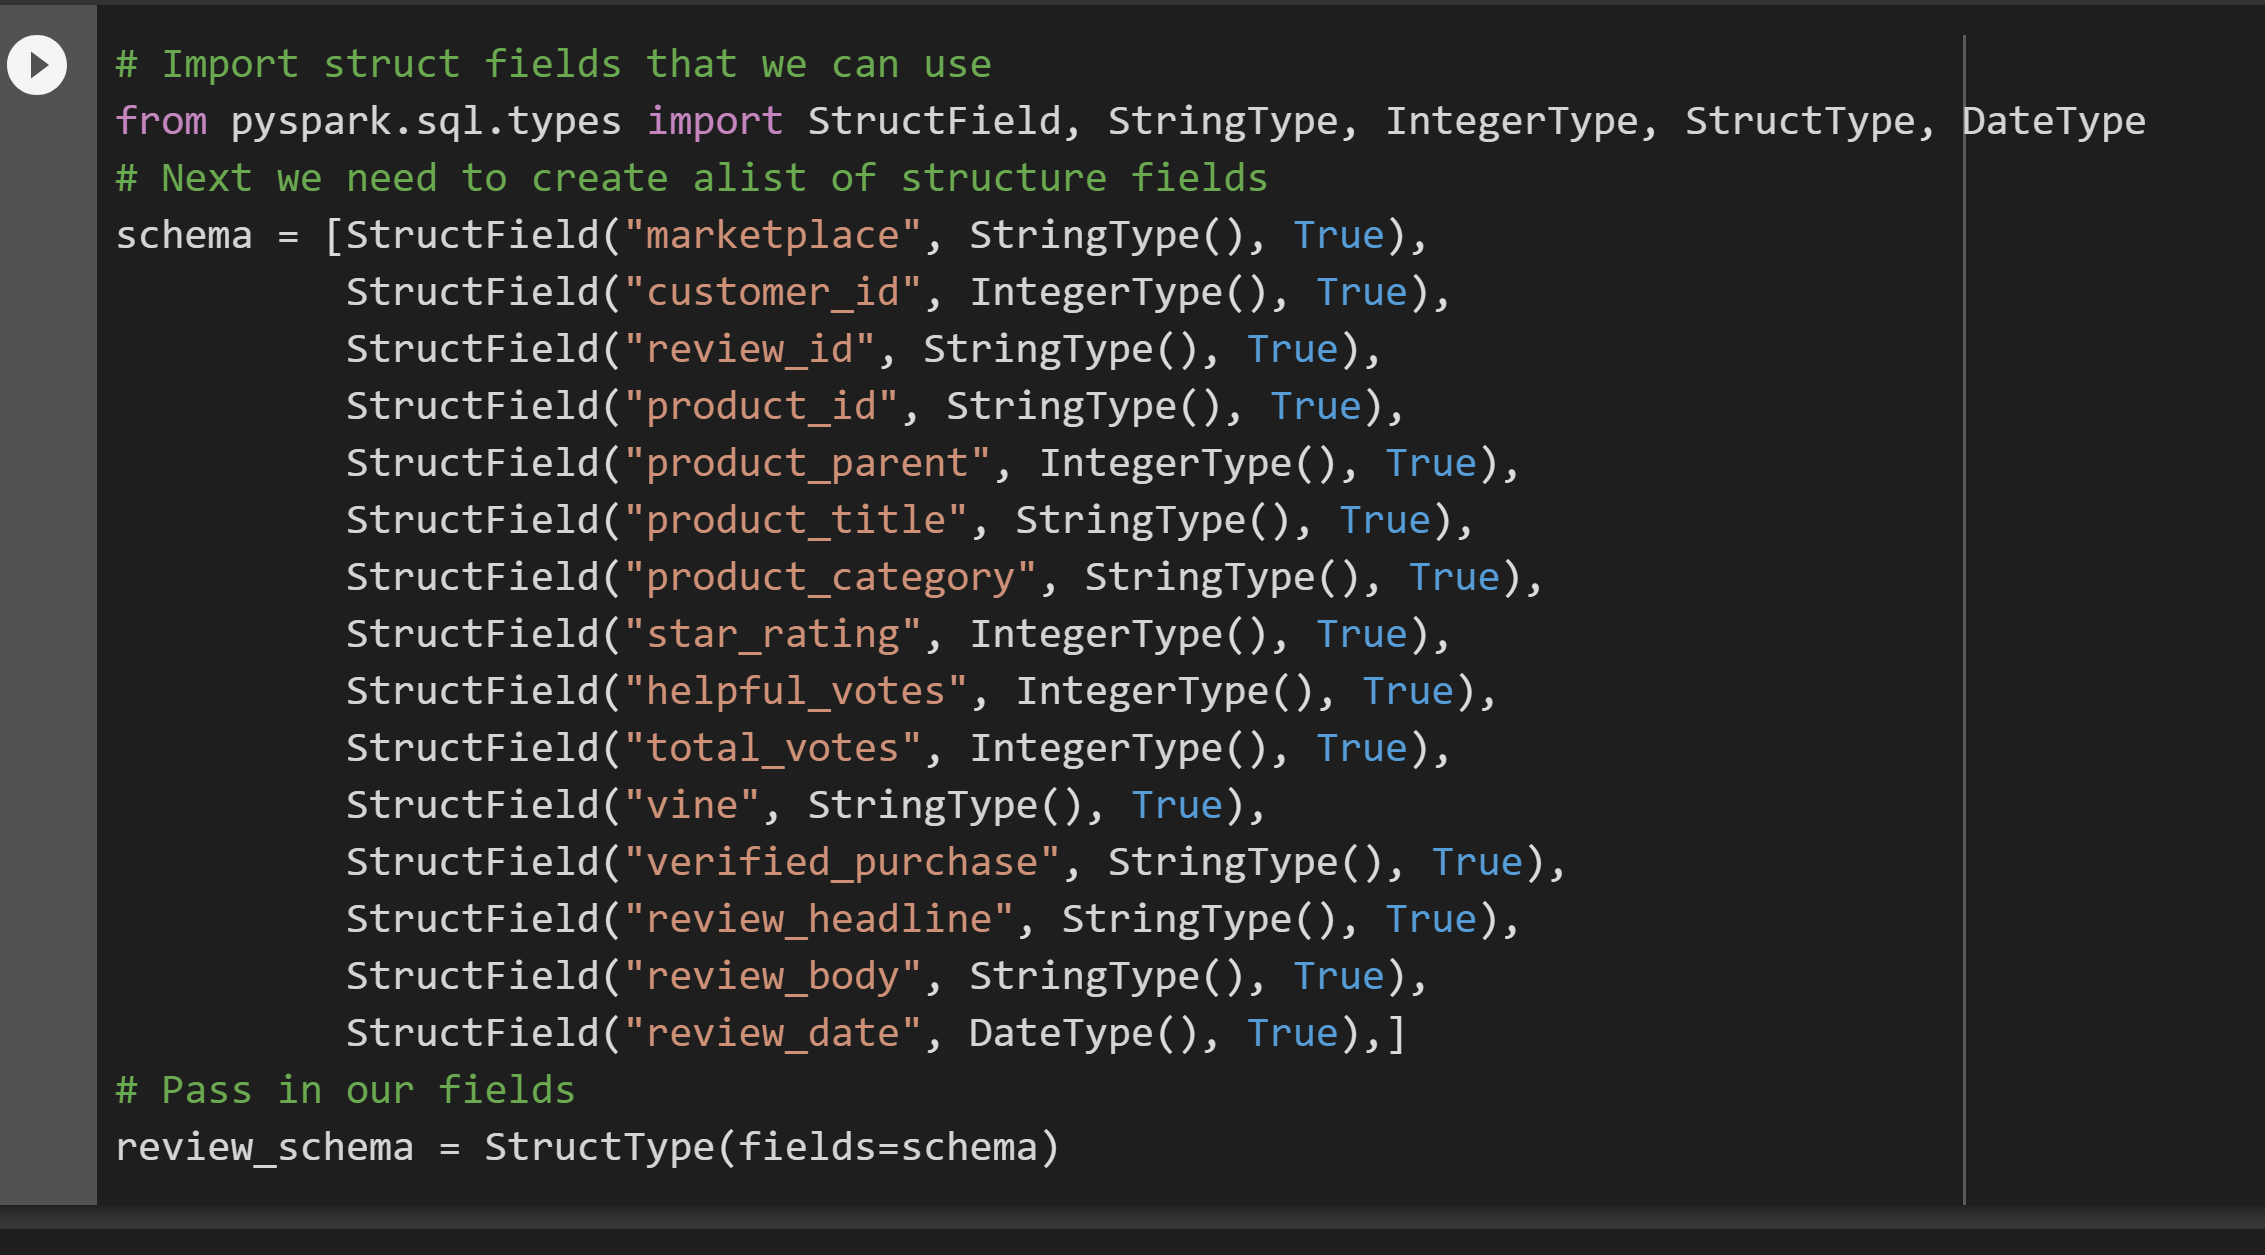 # Import struct fields that we can use
from pyspark.sql.types import StructField, StringType, IntegerType, StructType, DateType
# Next we need to create alist of structure fields
schema = [StructField("marketplace", StringType(), True),
          StructField("customer_id", IntegerType(), True),
          StructField("review_id", StringType(), True),
          StructField("product_id", StringType(), True),
          StructField("product_parent", IntegerType(), True),
          StructField("product_title", StringType(), True),
          StructField("product_category", StringType(), True),
          StructField("star_rating", IntegerType(), True),
          StructField("helpful_votes", IntegerType(), True),
          StructField("total_votes", IntegerType(), True),
          StructField("vine", StringType(), True),
          StructField("verified_purchase", StringType(), True),
          StructField("review_headline", StringType(), True),
          StructField("review_body", StringType(), True),
          StructField("review_date", DateType(), True),]
# Pass in our fields
review_schema = StructType(fields=schema)